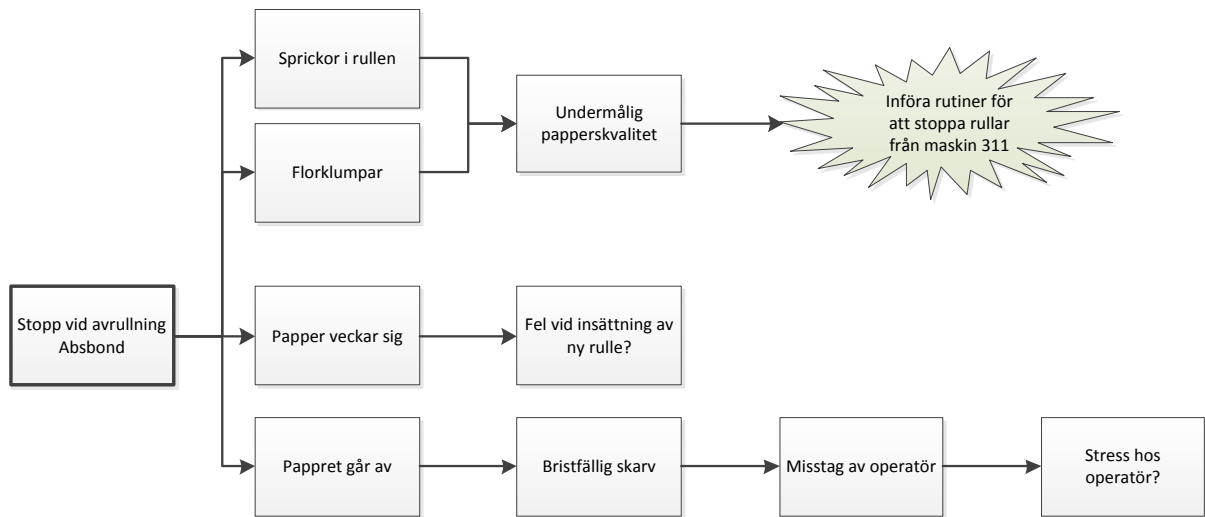 Sprickor i rullen
Florklumpar
Undermålig
papperskvalitet
Införa rutiner för
att stoppa rullar
från maskin 311
Stopp vid avrullning
Absbond
Papper veckar sig
Fel vid insättning av
ny rulle?
Pappret går av
Bristfällig skarv
Misstag av operatör
Stress hos
operatör?